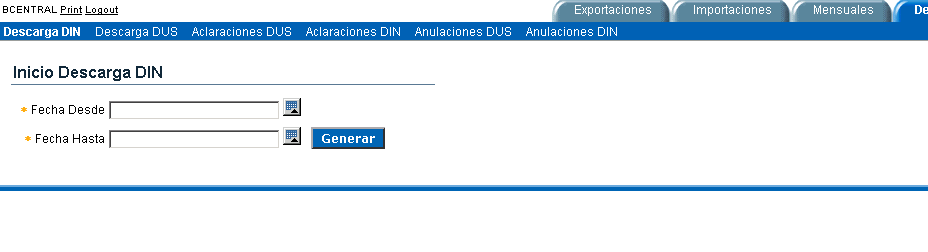 BCENTRAL Print Logout
Exportaciones Importaciones Mensuales
Descarga DIN Descarga DUS Aclaraciones DUS Aclaraciones DIN Anulaciones DUS Anulaciones DIN
Inicio Descarga DIN
* Fecha Desde
* Fecha Hasta Generar